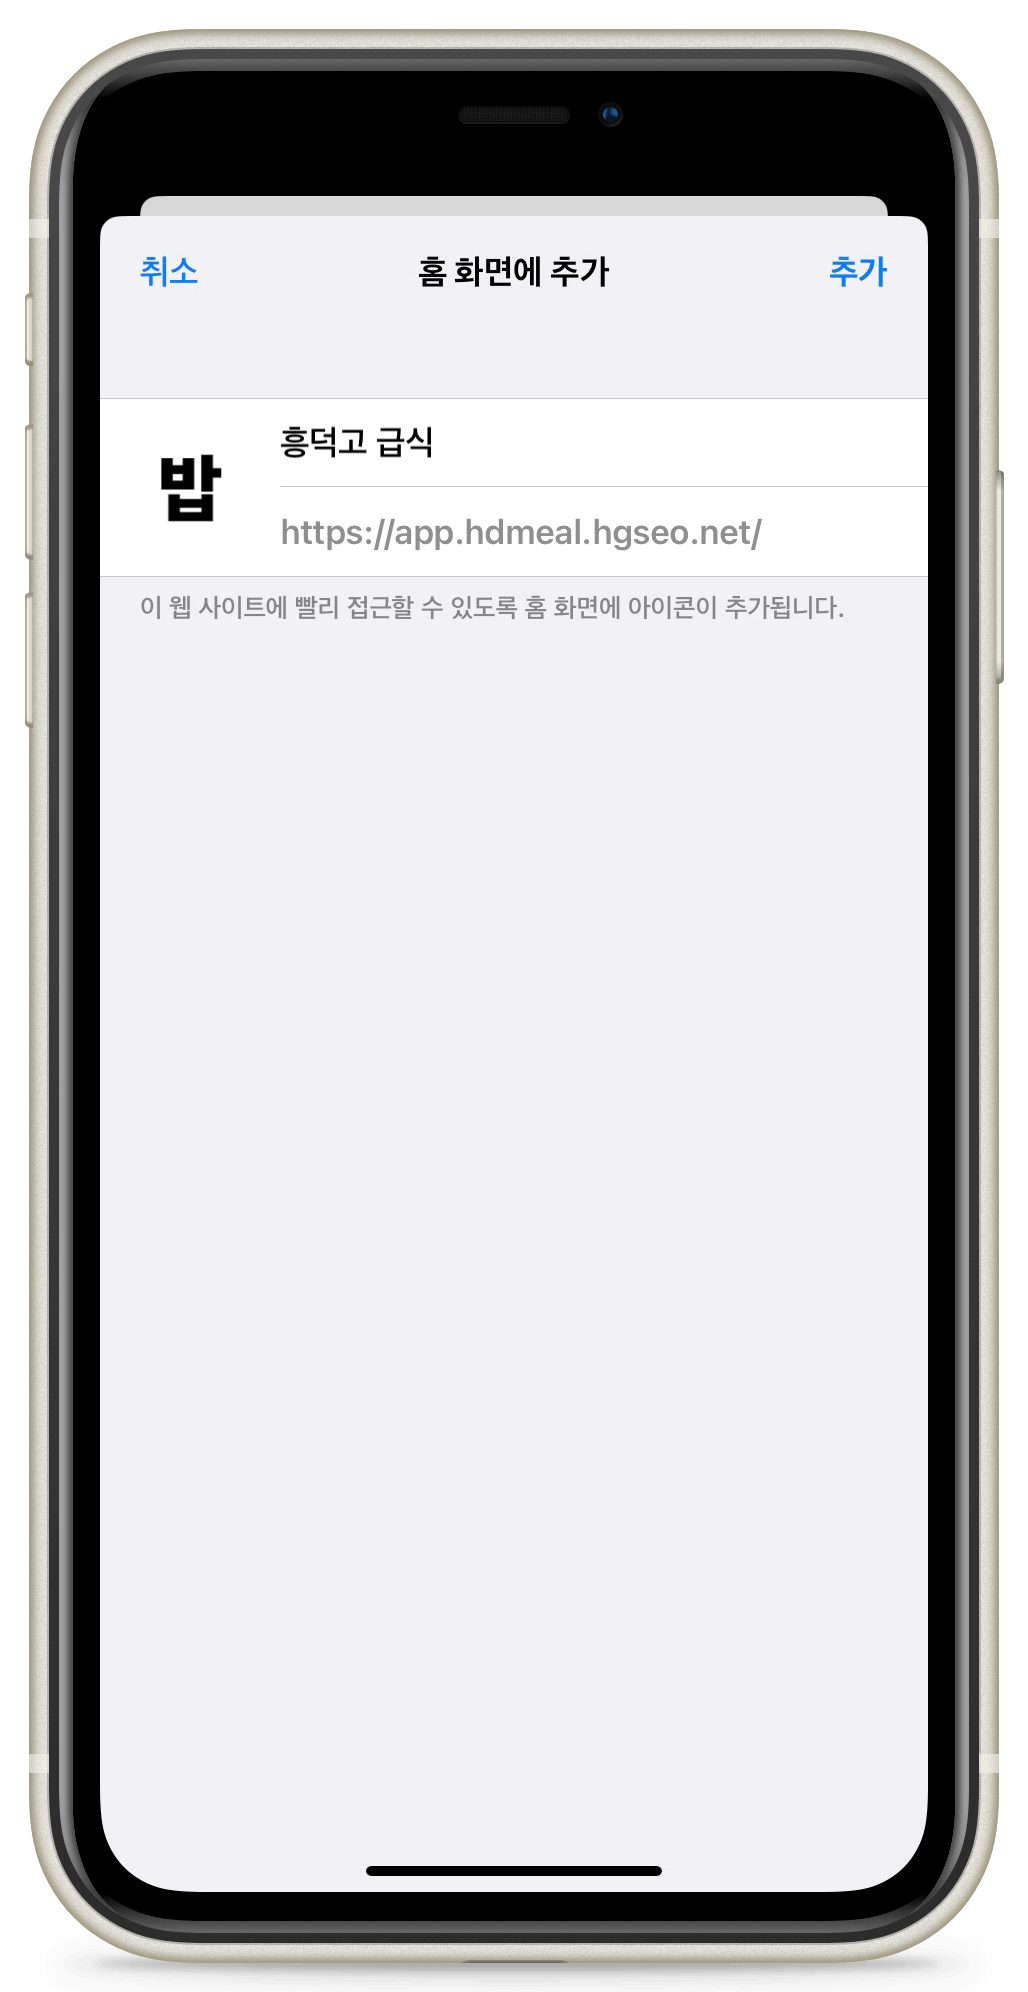 취소 홈 화면에 추가 추가
밥
흥덕고 급식
https://app.hdmeal.hgseo.net/
이 웹 사이트에 빨리 접근할 수 있도록 홈 화면에 아이콘이 추가됩니다.